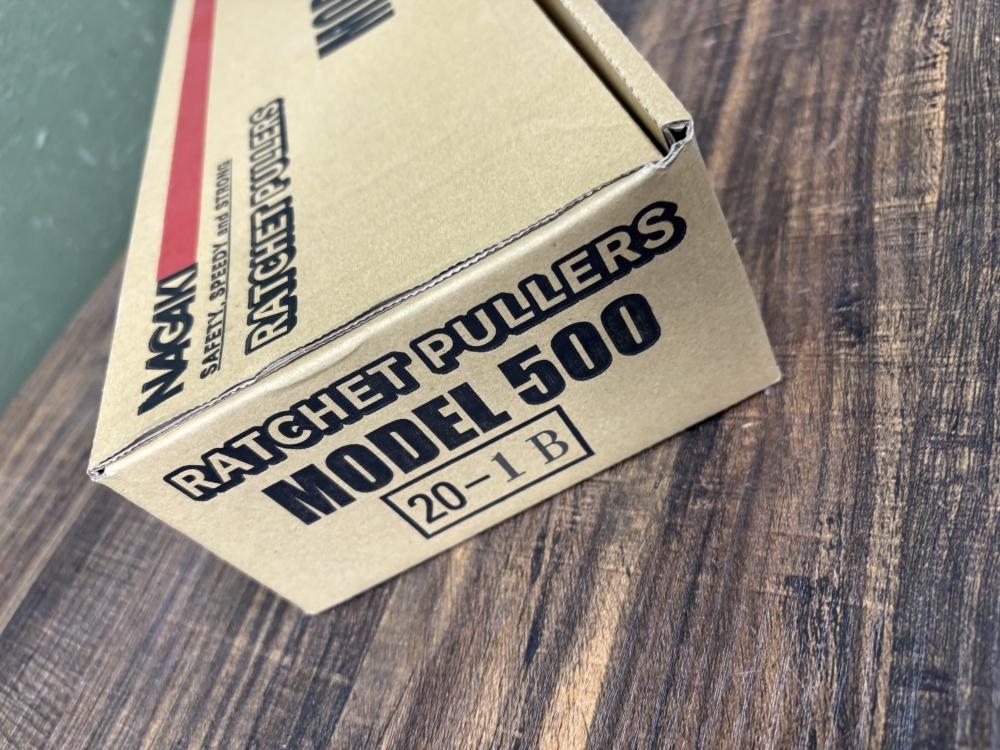 NAGAKI
SAFETY, SPEEDY and STRONG
RATCHET PULLERS
RATCHET PULLERS
MODEL 500
20-1 B